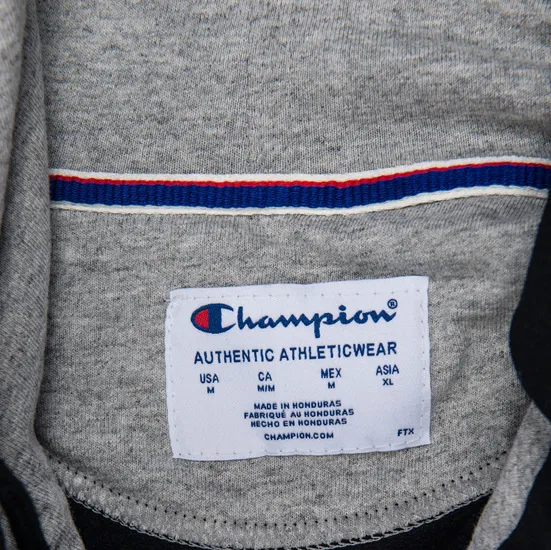 Champion®
AUTHENTIC ATHLETICWEAR
USA CA MEX ASIA
M M/M M XL
MADE IN HONDURAS
FABRIQUÉ AU HONDURAS
HECHO EN HONDURAS
CHAMPION.COM
FTX